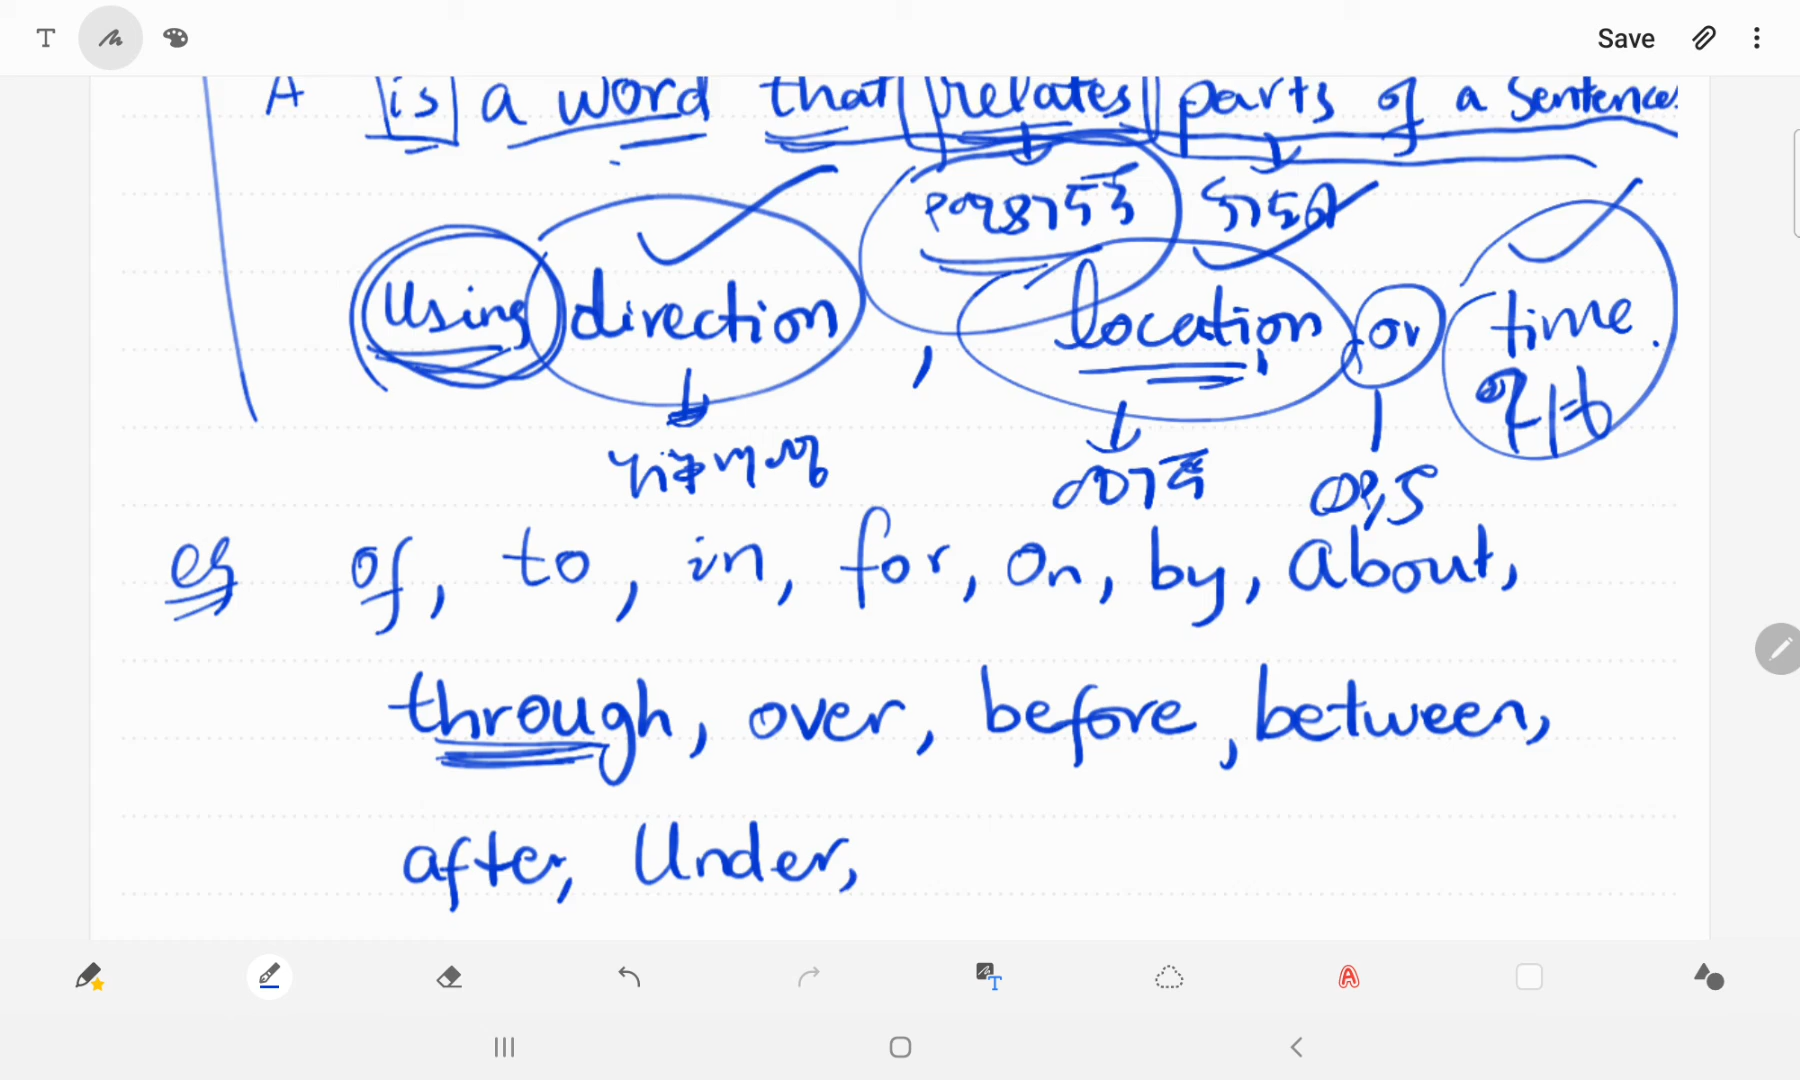 Save
A is a word that relates parts of a Sentence.
Using direction, location or time.
eg of, to, in, for, on, by, about,
through, over, before, between,
after, Under,